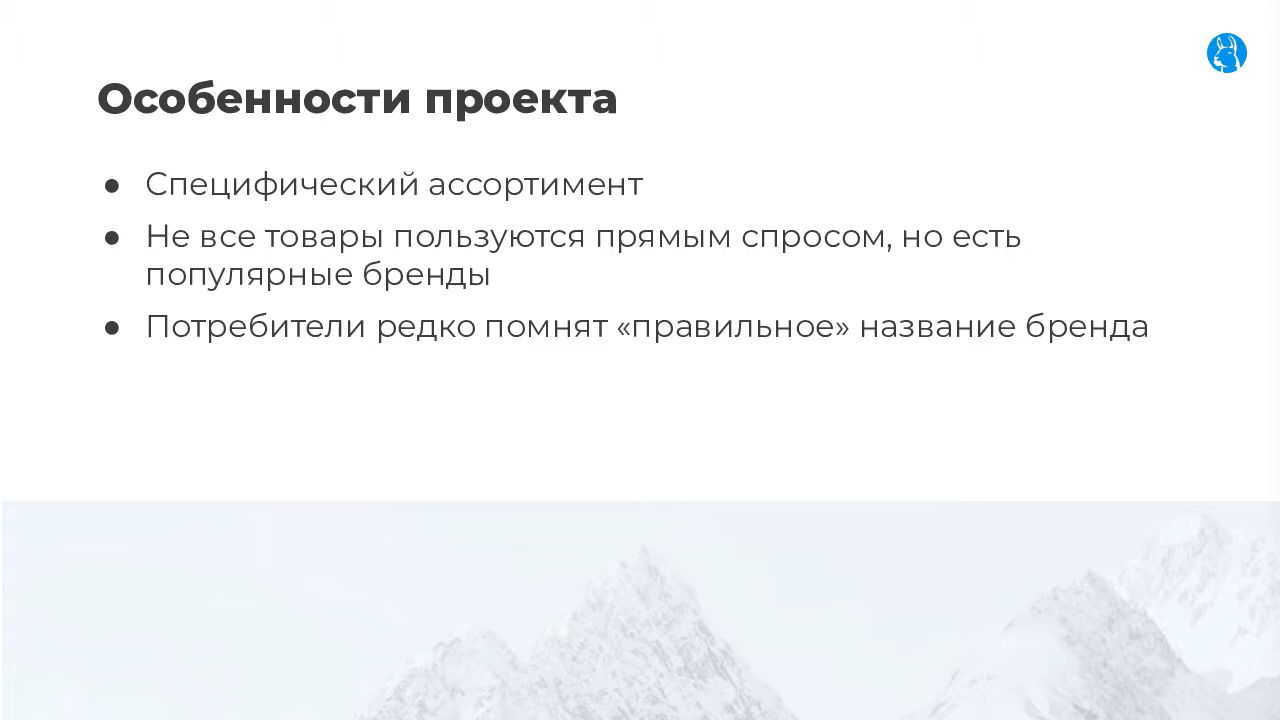 Особенности проекта
● Специфический ассортимент
● Не все товары пользуются прямым спросом, но есть
популярные бренды
● Потребители редко помнят «правильное» название бренда